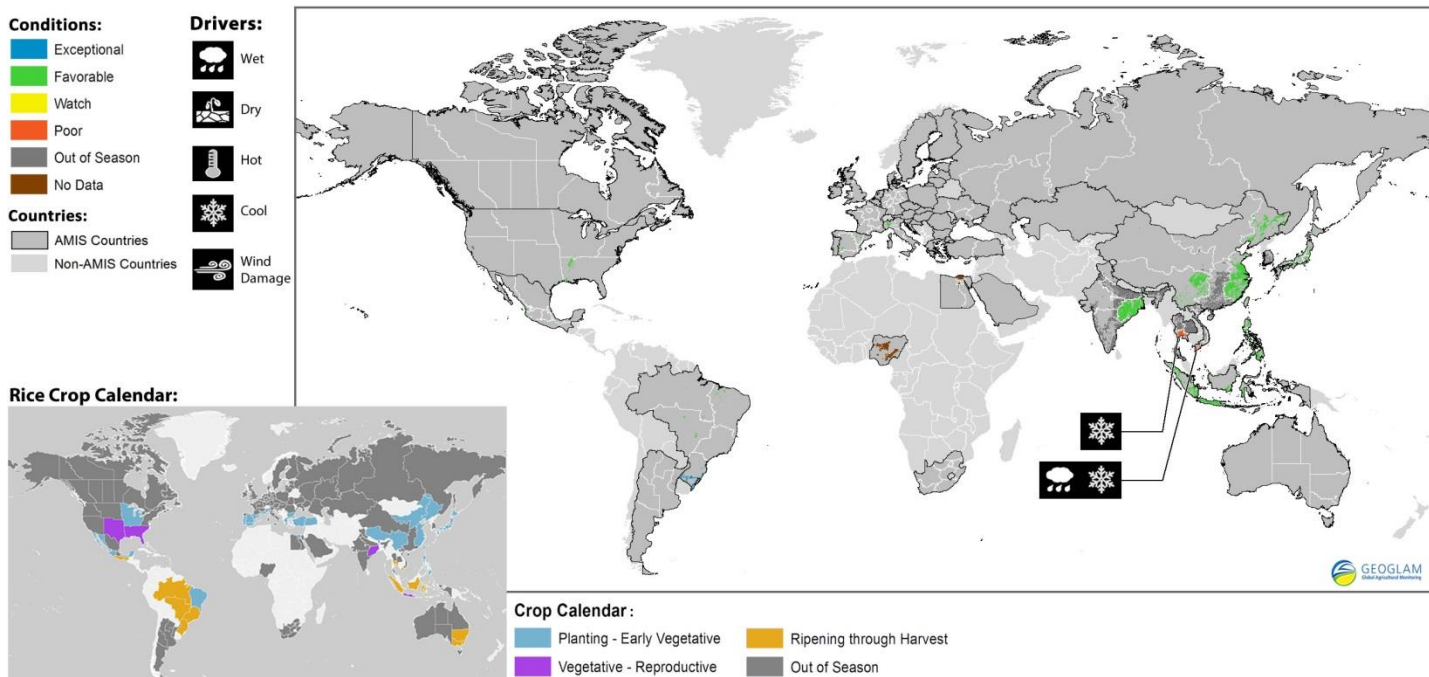 Conditions:
Exceptional
Favorable
Watch
Poor
Out of Season
No Data
Countries:
AMIS Countries
Non-AMIS Countries
Drivers:
Wet
Dry
Hot
Cool
Wind
Damage
Rice Crop Calendar:
GEOGLAM
Global Agricultural Monitoring
Crop Calendar :
Planting - Early Vegetative
Vegetative - Reproductive
Ripening through Harvest
Out of Season